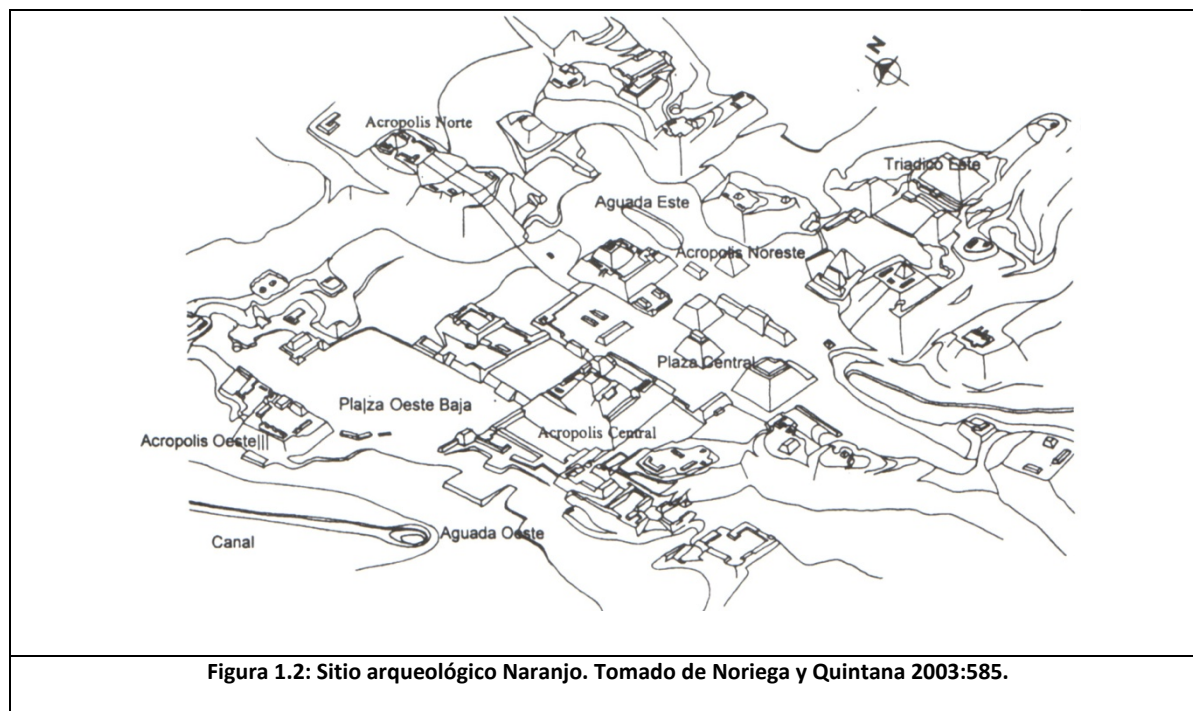 N
Acropolis Norte
Triadico Este
Aguada Este
Acropolis Noreste
Plaza Central
Pla|za Oeste Baja
Acropolis Central
Acropolis Oeste|||
Aguada Oeste
Canal
Figura 1.2: Sitio arqueológico Naranjo. Tomado de Noriega y Quintana 2003:585.